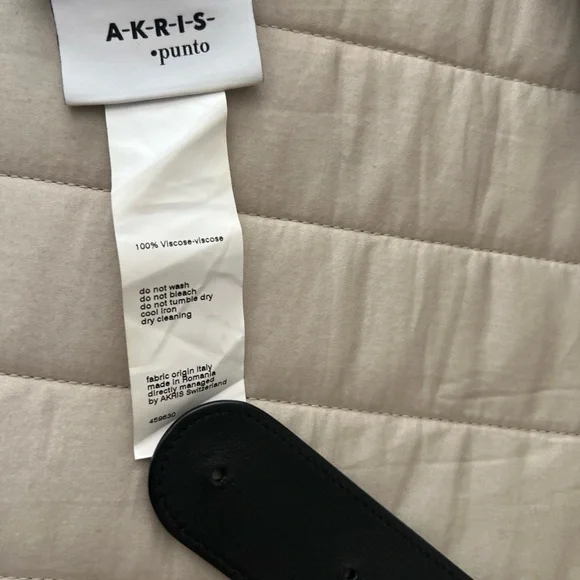 A-K-R-I-S-
•punto
100% Viscose-viscose
do not wash
do not bleach
do not tumble dry
cool iron
dry cleaning
fabric origin Italy
made in Romania
directly managed
by AKRIS Switzerland
459630